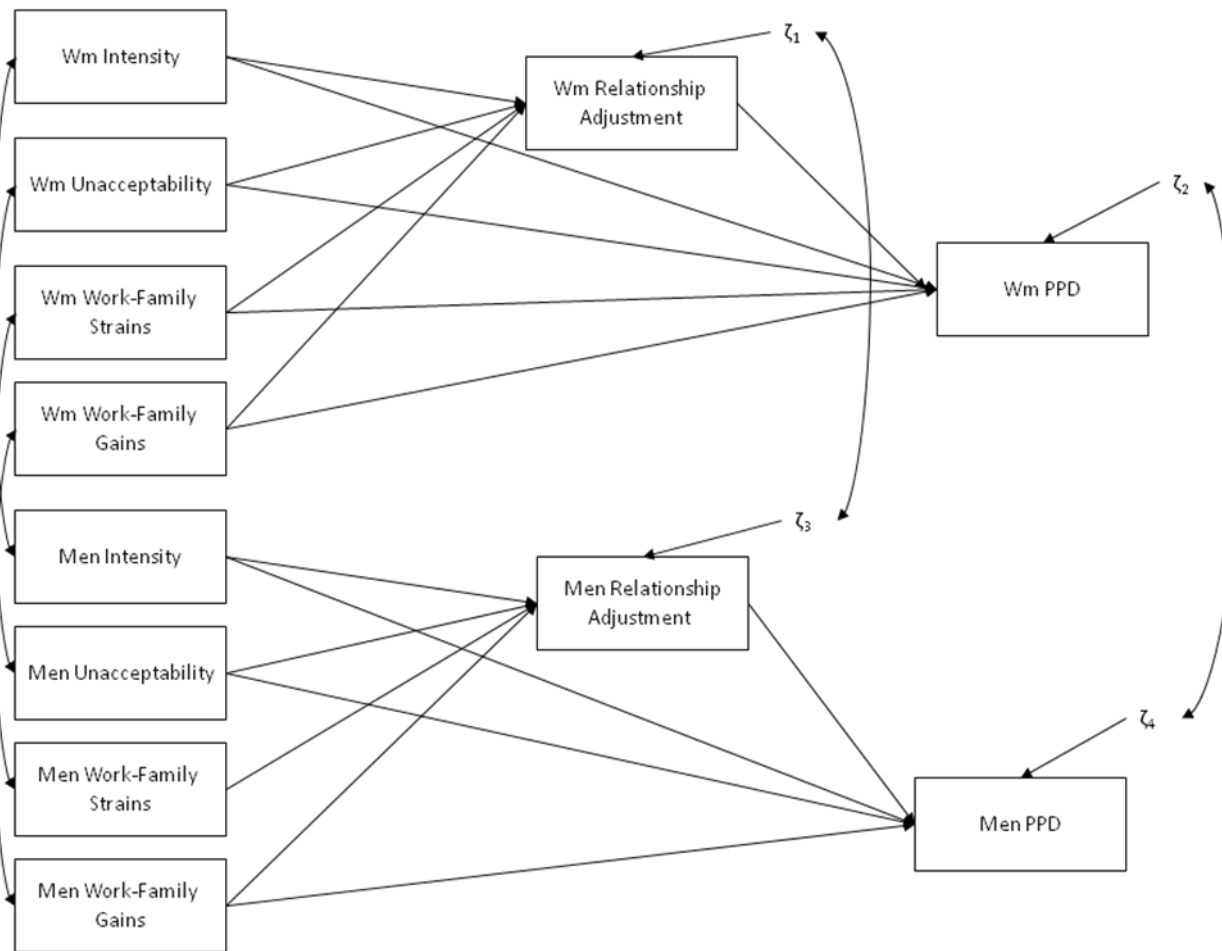 Wm Intensity
Wm Unacceptability
Wm Work-Family
Strains
Wm Work-Family
Gains
Men Intensity
Men Unacceptability
Men Work-Family
Strains
Men Work-Family
Gains
ζ1
Wm Relationship
Adjustment
ζ3
Men Relationship
Adjustment
ζ2
Wm PPD
ζ4
Men PPD